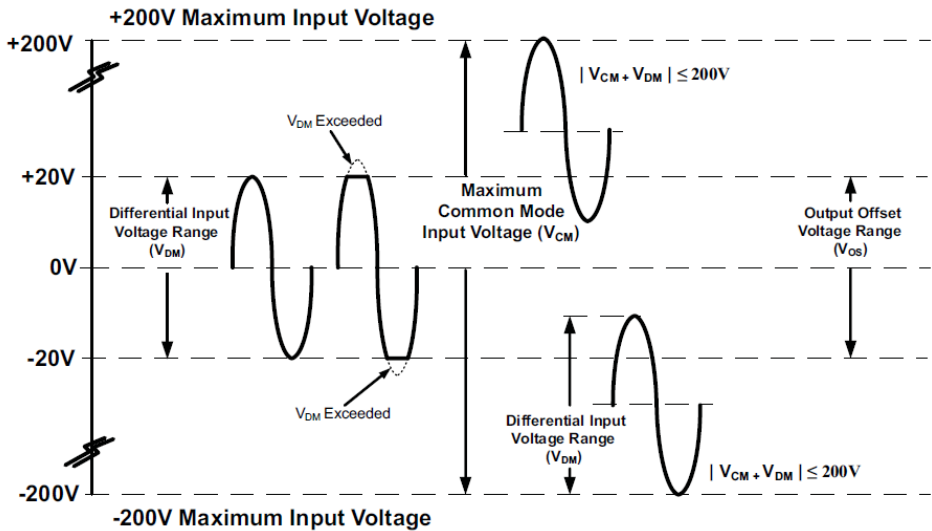 +200V Maximum Input Voltage
+200V
| VCM + VDM | ≤ 200V
VDM Exceeded
+20V
Differential Input
Voltage Range
(VDM)
Maximum
Common Mode
Input Voltage (VCM)
Output Offset
Voltage Range
(VOS)
0V
-20V
VDM Exceeded
Differential Input
Voltage Range
(VDM)
| VCM + VDM | ≤ 200V
-200V
-200V Maximum Input Voltage